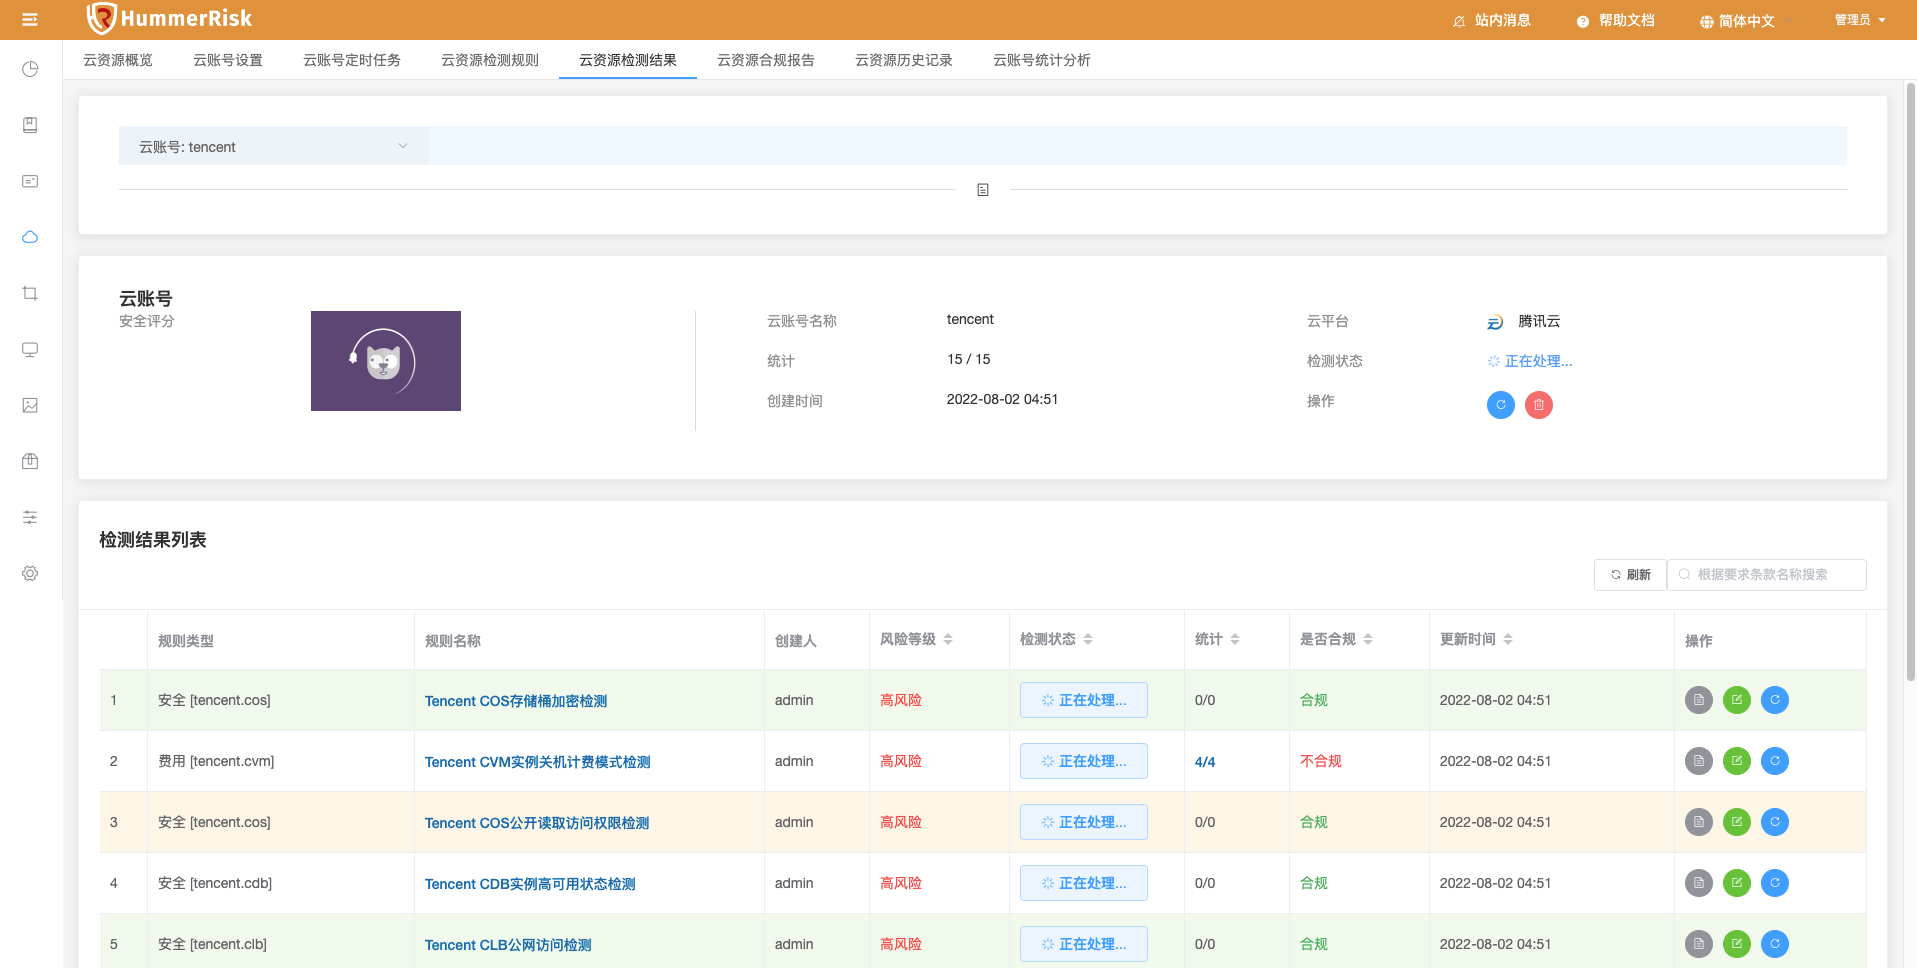 HummerRisk
站内消息
帮助文档
简体中文
管理员
云资源概览
云账号设置
云账号定时任务
云资源检测规则
云资源检测结果
云资源合规报告
云资源历史记录
云账号统计分析
云账号: tencent
云账号
安全评分
云账号名称 tencent 云平台 腾讯云
统计 15 / 15 检测状态 正在处理...
创建时间 2022-08-02 04:51 操作
检测结果列表
刷新 根据要求条款名称搜索
规则类型 规则名称 创建人 风险等级 检测状态 统计 是否合规 更新时间 操作
1 安全 [tencent.cos] Tencent COS存储桶加密检测 admin 高风险 正在处理... 0/0 合规 2022-08-02 04:51
2 费用 [tencent.cvm] Tencent CVM实例关机计费模式检测 admin 高风险 正在处理... 4/4 不合规 2022-08-02 04:51
3 安全 [tencent.cos] Tencent COS公开读取访问权限检测 admin 高风险 正在处理... 0/0 合规 2022-08-02 04:51
4 安全 [tencent.cdb] Tencent CDB实例高可用状态检测 admin 高风险 正在处理... 0/0 合规 2022-08-02 04:51
5 安全 [tencent.clb] Tencent CLB公网访问检测 admin 高风险 正在处理... 0/0 合规 2022-08-02 04:51